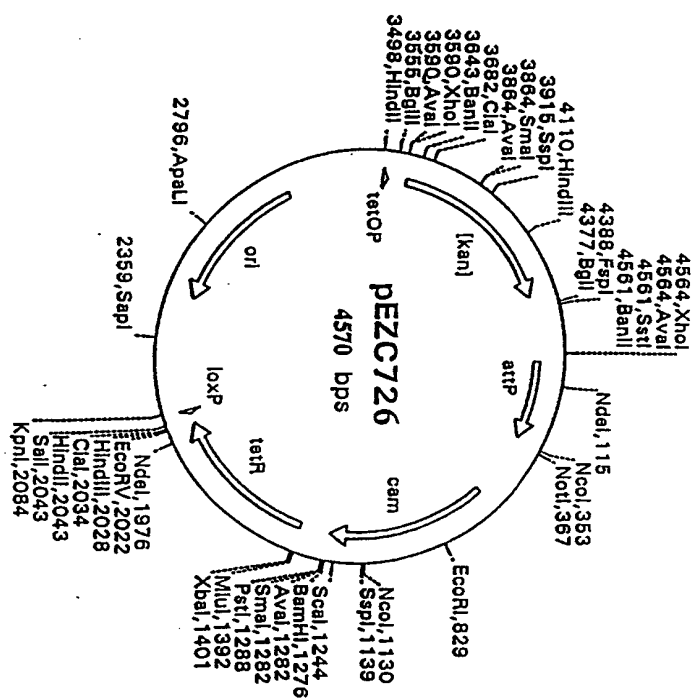 4564,XhoI
4564,AvaI
4561,SstI
4561,BanII
4388,FspI
4377,BglI
4110,HindIII
3915,SspI
3864,SmaI
3864,AvaI
3682,ClaI
3643,BanII
3590,XhoI
3590,AvaI
3555,BglII
3498,HindII
NdeI,115
NcoI,353
NotI,367
EcoRI,829
NcoI,1130
SspI,1139
ScaI,1244
BamHI,1276
AvaI,1282
SmaI,1282
PstI,1288
MluI,1392
XbaI,1401
NdeI,1976
EcoRV,2022
HindIII,2028
ClaI,2034
HindII,2043
SalI,2043
KpnI,2084
2359,SapI
2796,ApaLI
attP
[kan]
cam
tetOP
pEZC726
4570 bps
ori
tetR
loxP